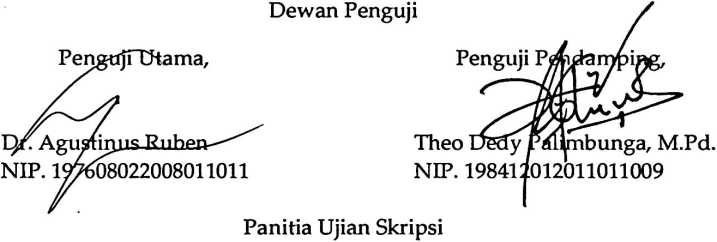 Dewan Penguji
Penguji Utama,
Penguji Pendamping,
Dr. Agustinus Ruben
Theo Dedy Palimbunga, M.Pd.
NIP. 197608022008011011
NIP. 198412012011011009
Panitia Ujian Skripsi